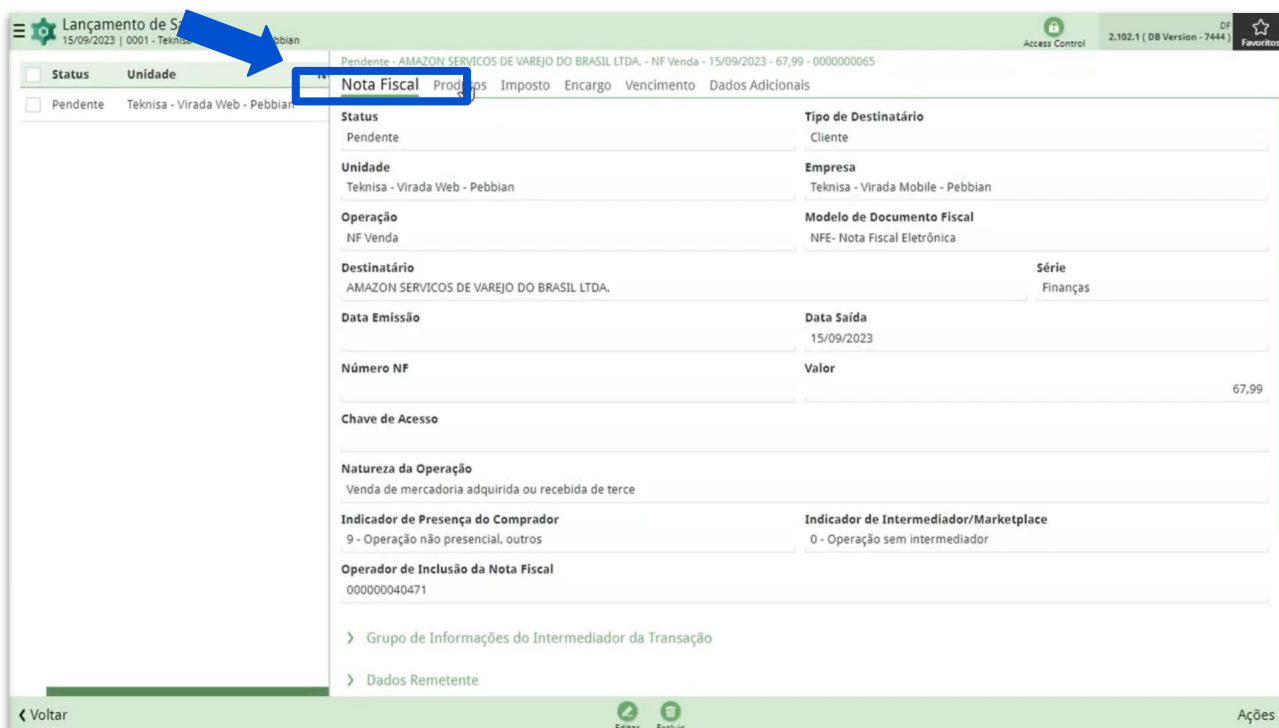 Lançamento de
15/09/2023 | 0001 - Teknisa bbian
Access Control
DF
2.102.1 ( DB Version - 7444 )
Favoritos
Status Unidade
Pendente Teknisa - Virada Web - Pebbian
Pendente - AMAZON SERVICOS DE VAREJO DO BRASIL LTDA. - NF Venda - 15/09/2023 - 67,99 - 0000000065
Nota Fiscal Produtos Imposto Encargo Vencimento Dados Adicionais
Status Tipo de Destinatário
Pendente Cliente
Unidade Empresa
Teknisa - Virada Web - Pebbian Teknisa - Virada Mobile - Pebbian
Operação Modelo de Documento Fiscal
NF Venda NFE- Nota Fiscal Eletrônica
Destinatário Série
AMAZON SERVICOS DE VAREJO DO BRASIL LTDA. Finanças
Data Emissão Data Saída
15/09/2023
Número NF Valor
67,99
Chave de Acesso
Natureza da Operação
Venda de mercadoria adquirida ou recebida de terce
Indicador de Presença do Comprador Indicador de Intermediador/Marketplace
9 - Operação não presencial, outros 0 - Operação sem intermediador
Operador de Inclusão da Nota Fiscal
000000040471
Grupo de Informações do Intermediador da Transação
Dados Remetente
Voltar Editar Excluir Ações